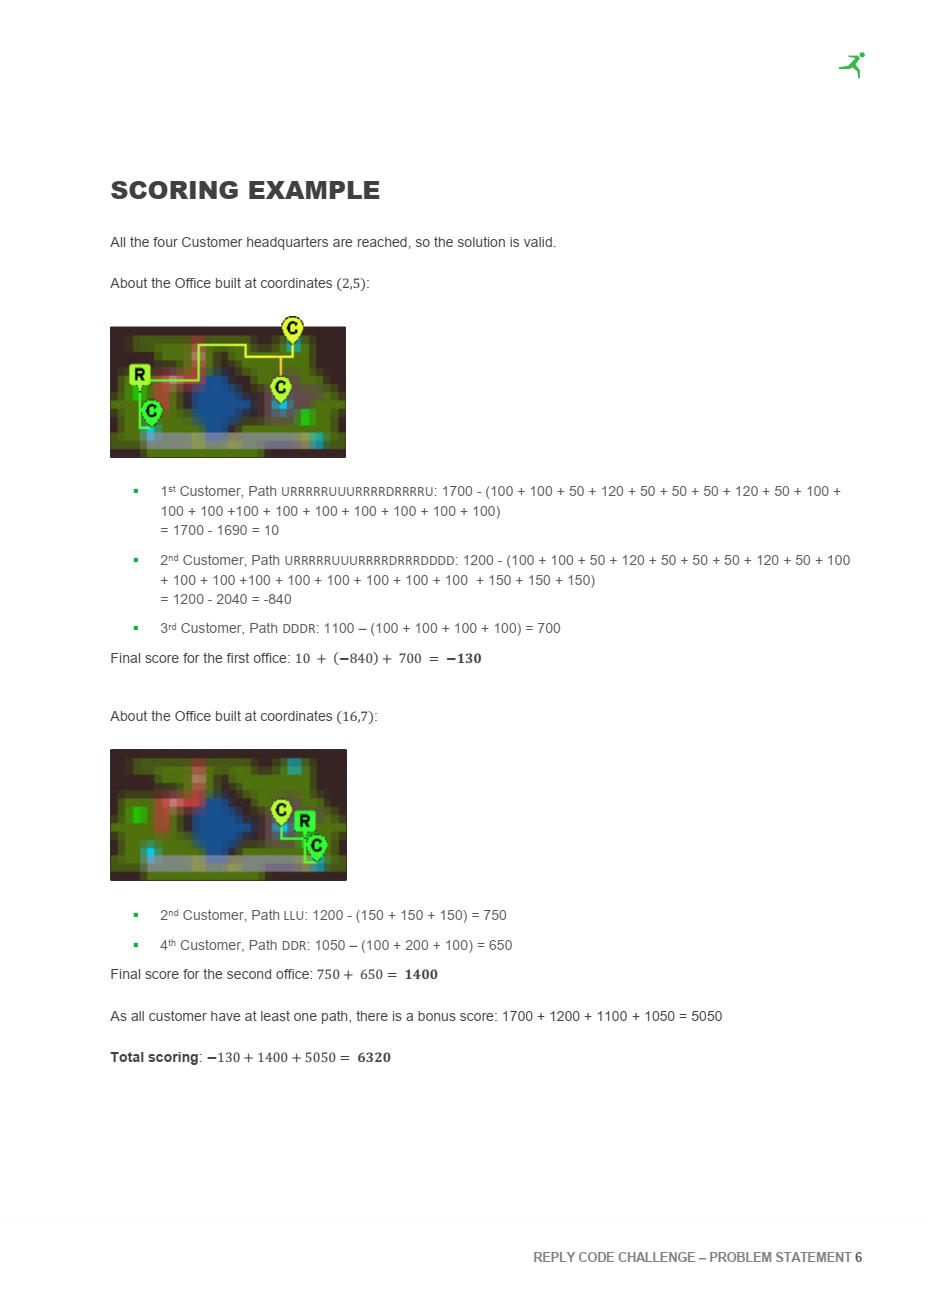 SCORING EXAMPLE
All the four Customer headquarters are reached, so the solution is valid.
About the Office built at coordinates (2,5):
C
R
C
C
▪ 1st Customer, Path URRRRRUUURRRRDRRRRU: 1700 - (100 + 100 + 50 + 120 + 50 + 50 + 50 + 120 + 50 + 100 +
100 + 100 +100 + 100 + 100 + 100 + 100 + 100 + 100)
= 1700 - 1690 = 10
▪ 2nd Customer, Path URRRRRUUURRRRDRRRDDDD: 1200 - (100 + 100 + 50 + 120 + 50 + 50 + 50 + 120 + 50 + 100
+ 100 + 100 +100 + 100 + 100 + 100 + 100 + 100 + 150 + 150 + 150)
= 1200 - 2040 = -840
▪ 3rd Customer, Path DDDR: 1100 – (100 + 100 + 100 + 100) = 700
Final score for the first office: 10 + (−840) + 700 = −130
About the Office built at coordinates (16,7):
C
R
C
▪ 2nd Customer, Path LLU: 1200 - (150 + 150 + 150) = 750
▪ 4th Customer, Path DDR: 1050 – (100 + 200 + 100) = 650
Final score for the second office: 750 + 650 = 1400
As all customer have at least one path, there is a bonus score: 1700 + 1200 + 1100 + 1050 = 5050
Total scoring: −130 + 1400 + 5050 = 6320
REPLY CODE CHALLENGE – PROBLEM STATEMENT 6